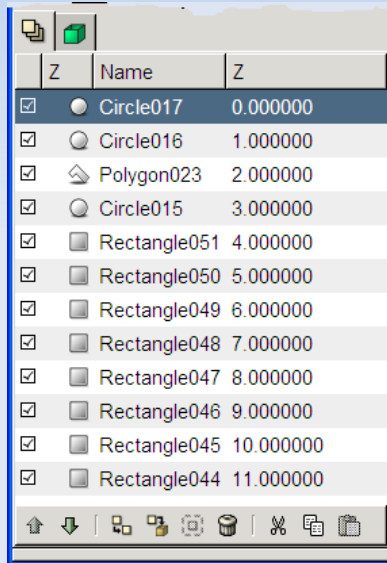 Z Name Z
Circle017 0.000000
Circle016 1.000000
Polygon023 2.000000
Circle015 3.000000
Rectangle051 4.000000
Rectangle050 5.000000
Rectangle049 6.000000
Rectangle048 7.000000
Rectangle047 8.000000
Rectangle046 9.000000
Rectangle045 10.000000
Rectangle044 11.000000